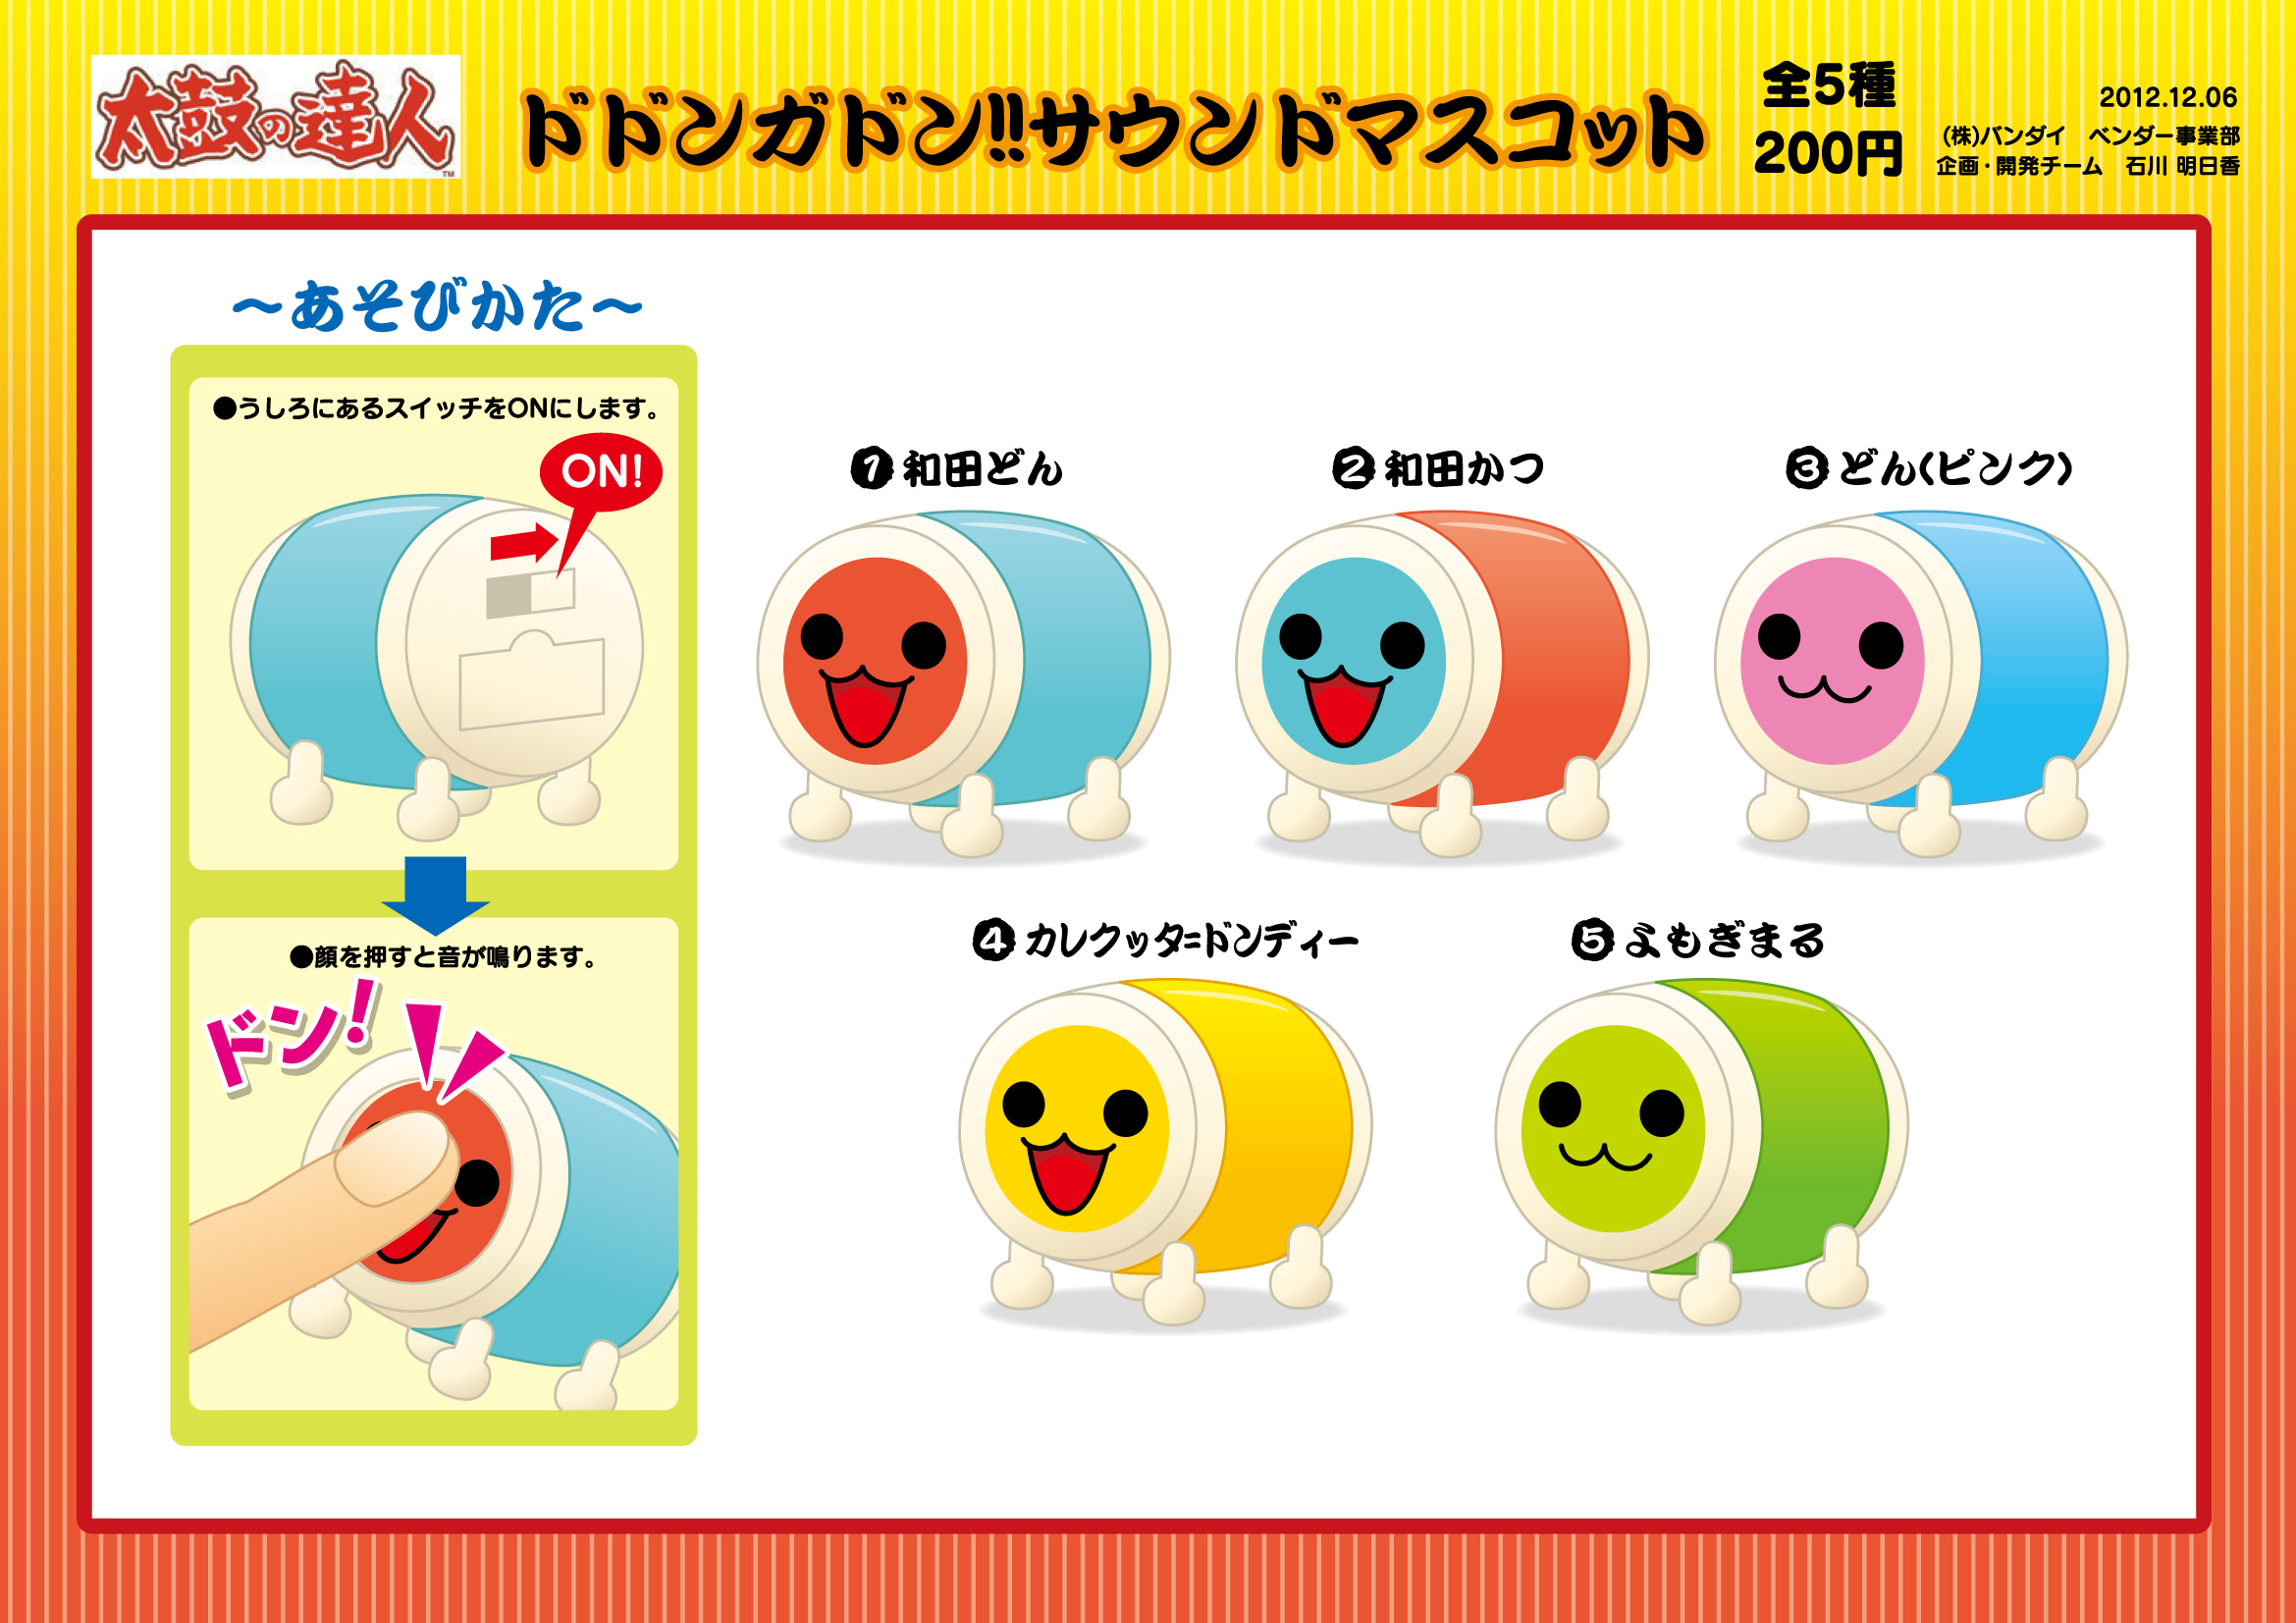 太鼓の達人™
ドドンガドン!!サウンドマスコット
全5種
200円
2012.12.06
(株)バンダイ　ベンダー事業部
企画・開発チーム　石川 明日香
～あそびかた～
●うしろにあるスイッチをONにします。
ON!
●顔を押すと音が鳴ります。
ドン!
❶和田どん
❷和田かつ
❸どん(ピンク)
❹カレクッタ=ドンディー
❺よもぎまる